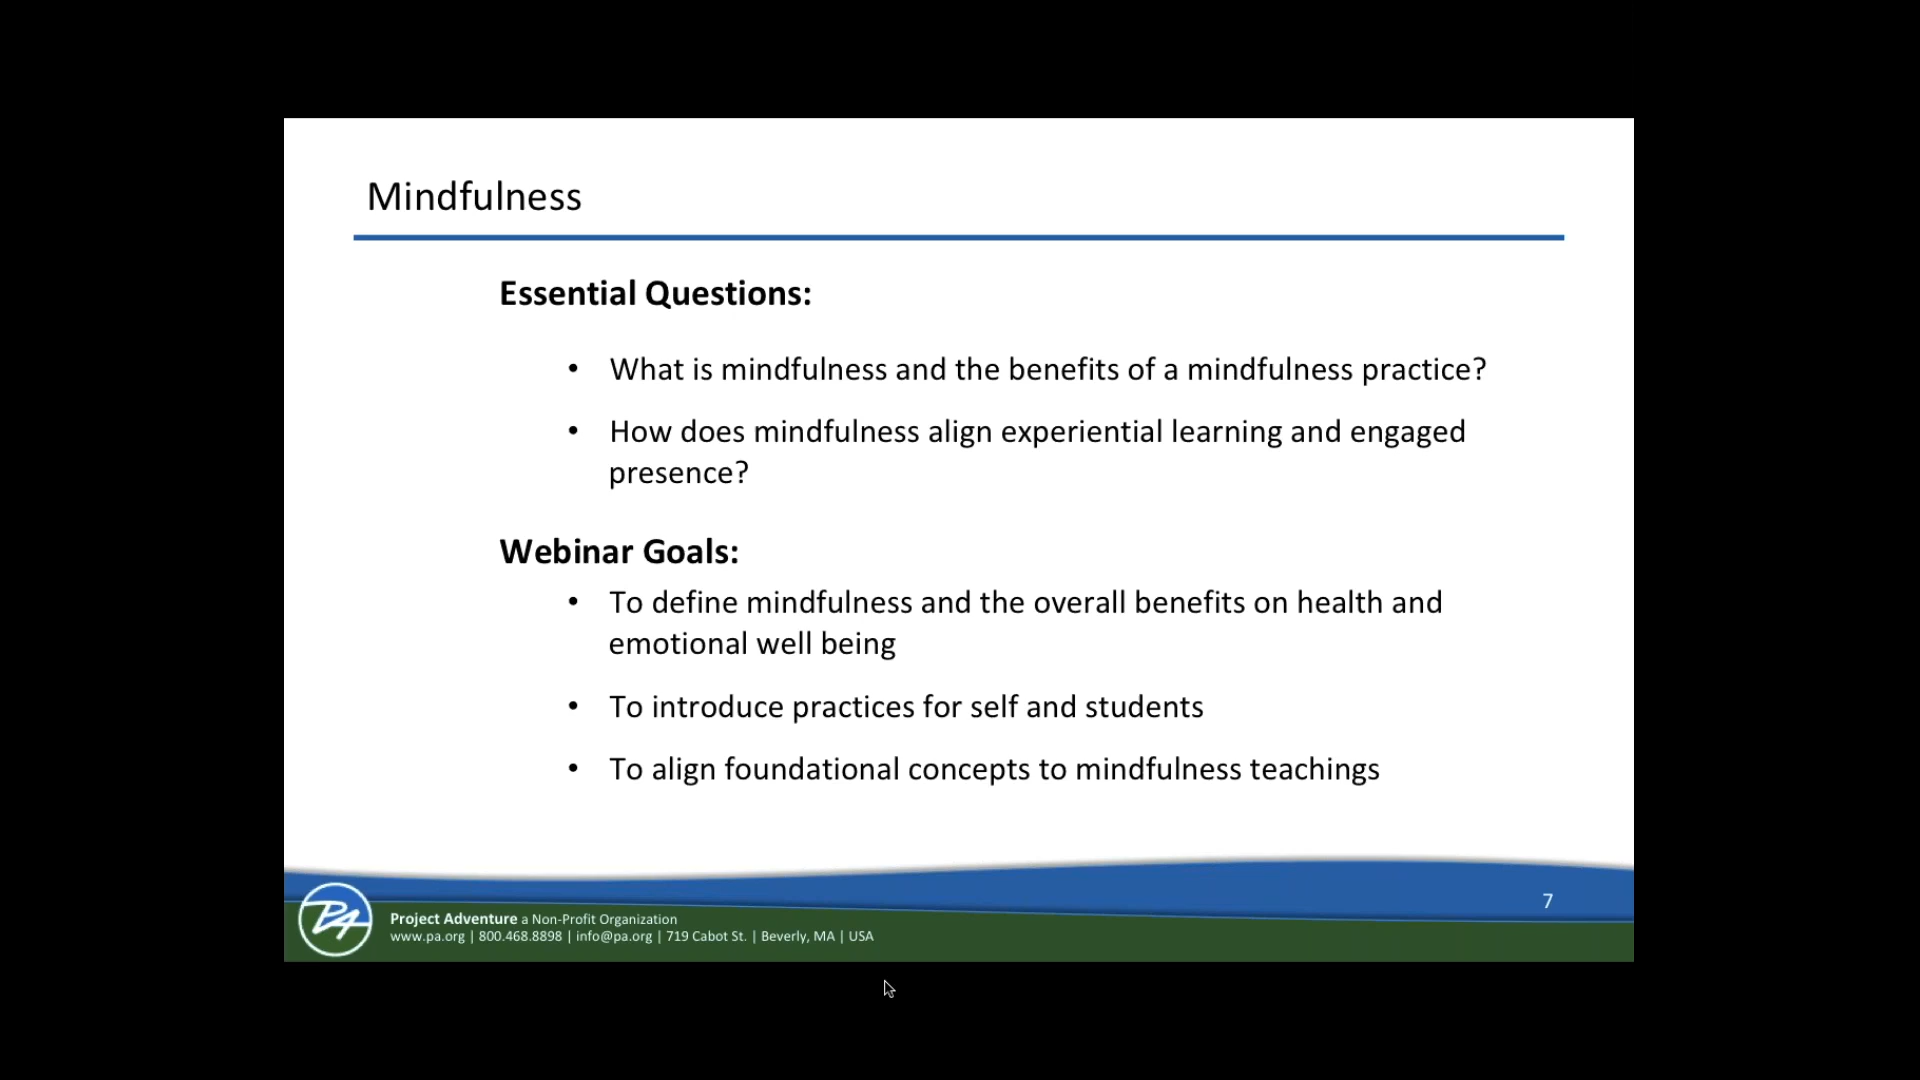 Mindfulness
Essential Questions:
• What is mindfulness and the benefits of a mindfulness practice?
• How does mindfulness align experiential learning and engaged
presence?
Webinar Goals:
• To define mindfulness and the overall benefits on health and
emotional well being
• To introduce practices for self and students
• To align foundational concepts to mindfulness teachings
7
PA
Project Adventure a Non-Profit Organization
www.pa.org | 800.468.8898 | info@pa.org | 719 Cabot St. | Beverly, MA | USA